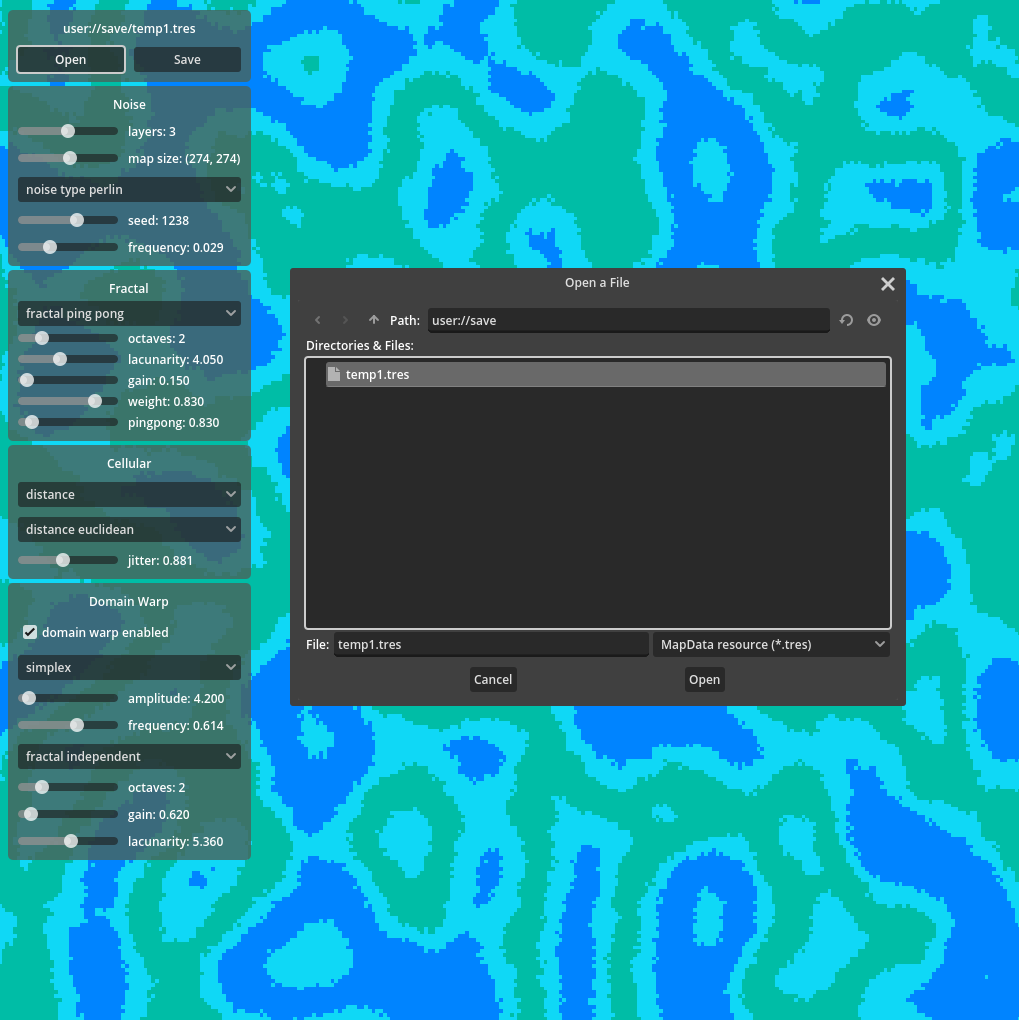 user://save/temp1.tres
Open
Save
Noise
layers: 3
map size: (274, 274)
noise type perlin
seed: 1238
frequency: 0.029
Fractal
fractal ping pong
octaves: 2
lacunarity: 4.050
gain: 0.150
weight: 0.830
pingpong: 0.830
Cellular
distance
distance euclidean
jitter: 0.881
Domain Warp
domain warp enabled
simplex
amplitude: 4.200
frequency: 0.614
fractal independent
octaves: 2
gain: 0.620
lacunarity: 5.360
Open a File
Path: user://save
Directories & Files:
temp1.tres
File: temp1.tres MapData resource (*.tres)
Cancel
Open